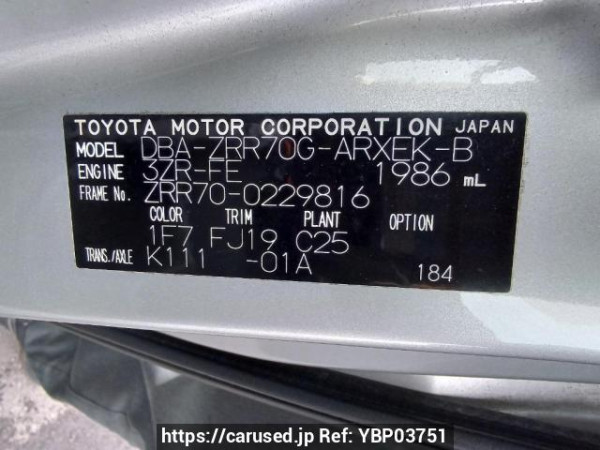 TOYOTA MOTOR CORPORATION JAPAN
MODEL DBA-ZRR70G-ARXEK-B
ENGINE 3ZR-FE 1986 mL
FRAME No. ZRR70-0229816
COLOR TRIM PLANT OPTION
1F7 FJ19 C25
TRANS./AXLE K111 -01A 184
https://carused.jp Ref: YBP03751